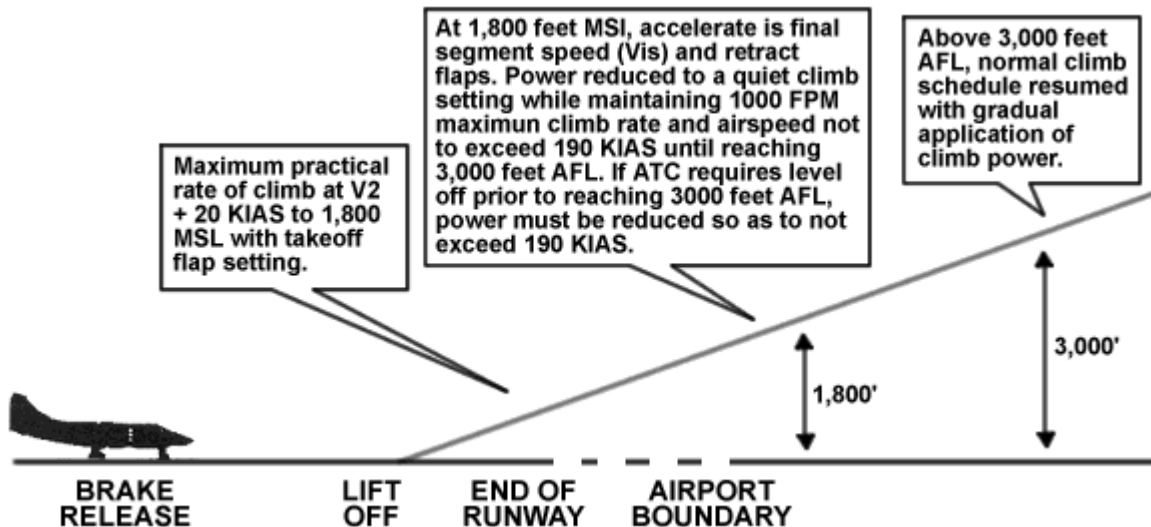 At 1,800 feet MSI, accelerate is final
segment speed (Vis) and retract
flaps. Power reduced to a quiet climb
setting while maintaining 1000 FPM
maximun climb rate and airspeed not
to exceed 190 KIAS until reaching
3,000 feet AFL. If ATC requires level
off prior to reaching 3000 feet AFL,
power must be reduced so as to not
exceed 190 KIAS.
Above 3,000 feet
AFL, normal climb
schedule resumed
with gradual
application of
climb power.
Maximum practical
rate of climb at V2
+ 20 KIAS to 1,800
MSL with takeoff
flap setting.
1,800'
3,000'
BRAKE
RELEASE
LIFT
OFF
END OF
RUNWAY
AIRPORT
BOUNDARY